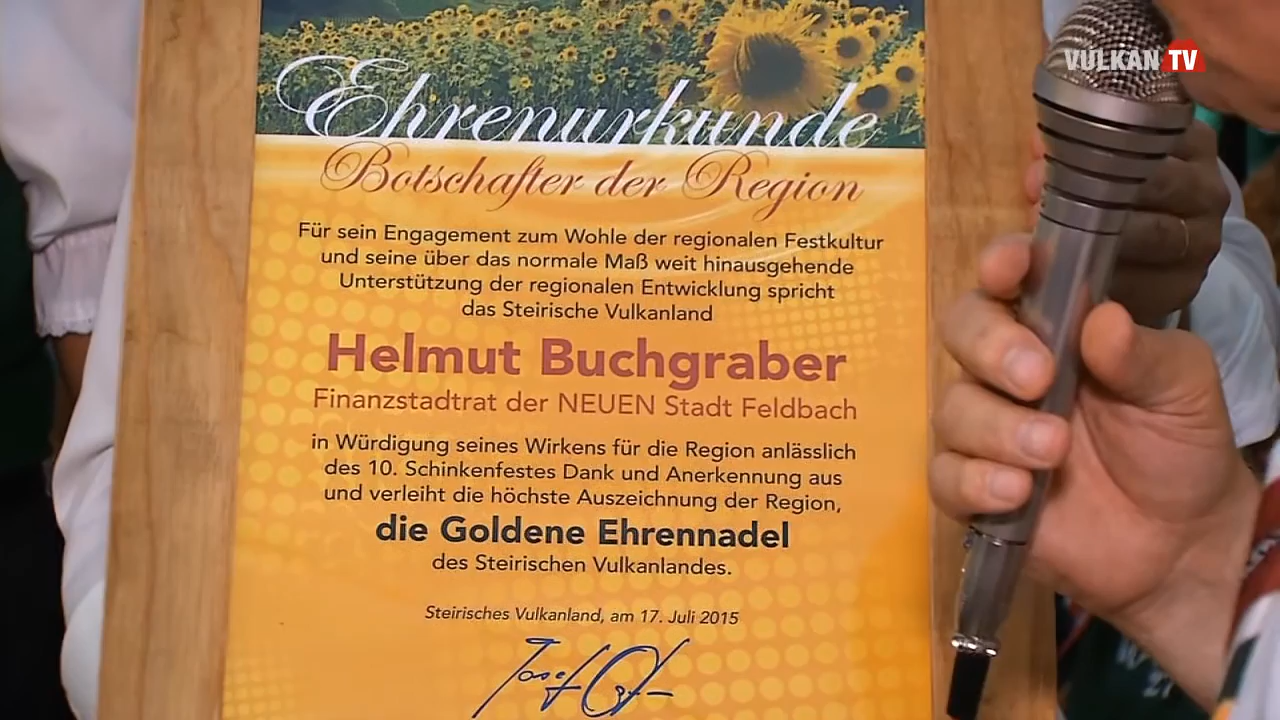 VULKAN TV
Ehrenurkunde
Botschafter der Region
Für sein Engagement zum Wohle der regionalen Festkultur
und seine über das normale Maß weit hinausgehende
Unterstützung der regionalen Entwicklung spricht
das Steirische Vulkanland
Helmut Buchgraber
Finanzstadtrat der NEUEN Stadt Feldbach
in Würdigung seines Wirkens für die Region anlässlich
des 10. Schinkenfestes Dank und Anerkennung aus
und verleiht die höchste Auszeichnung der Region,
die Goldene Ehrennadel
des Steirischen Vulkanlandes.
Steirisches Vulkanland, am 17. Juli 2015
Josef